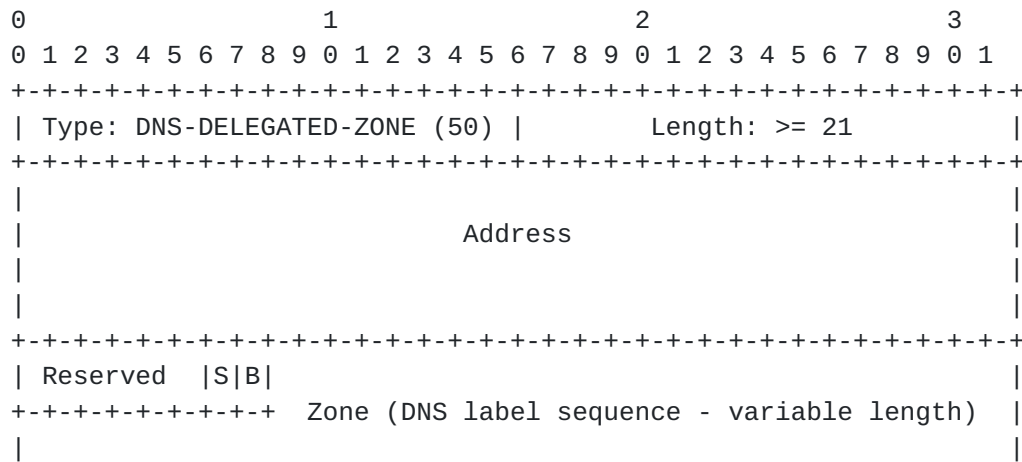 0                   1                   2                   3
0 1 2 3 4 5 6 7 8 9 0 1 2 3 4 5 6 7 8 9 0 1 2 3 4 5 6 7 8 9 0 1
+-+-+-+-+-+-+-+-+-+-+-+-+-+-+-+-+-+-+-+-+-+-+-+-+-+-+-+-+-+-+-+-+
| Type: DNS-DELEGATED-ZONE (50) |        Length: >= 21          |
+-+-+-+-+-+-+-+-+-+-+-+-+-+-+-+-+-+-+-+-+-+-+-+-+-+-+-+-+-+-+-+-+
|                                                               |
|                            Address                            |
|                                                               |
|                                                               |
+-+-+-+-+-+-+-+-+-+-+-+-+-+-+-+-+-+-+-+-+-+-+-+-+-+-+-+-+-+-+-+-+
| Reserved  |S|B|                                               |
+-+-+-+-+-+-+-+-+  Zone (DNS label sequence - variable length)  |
|                                                               |